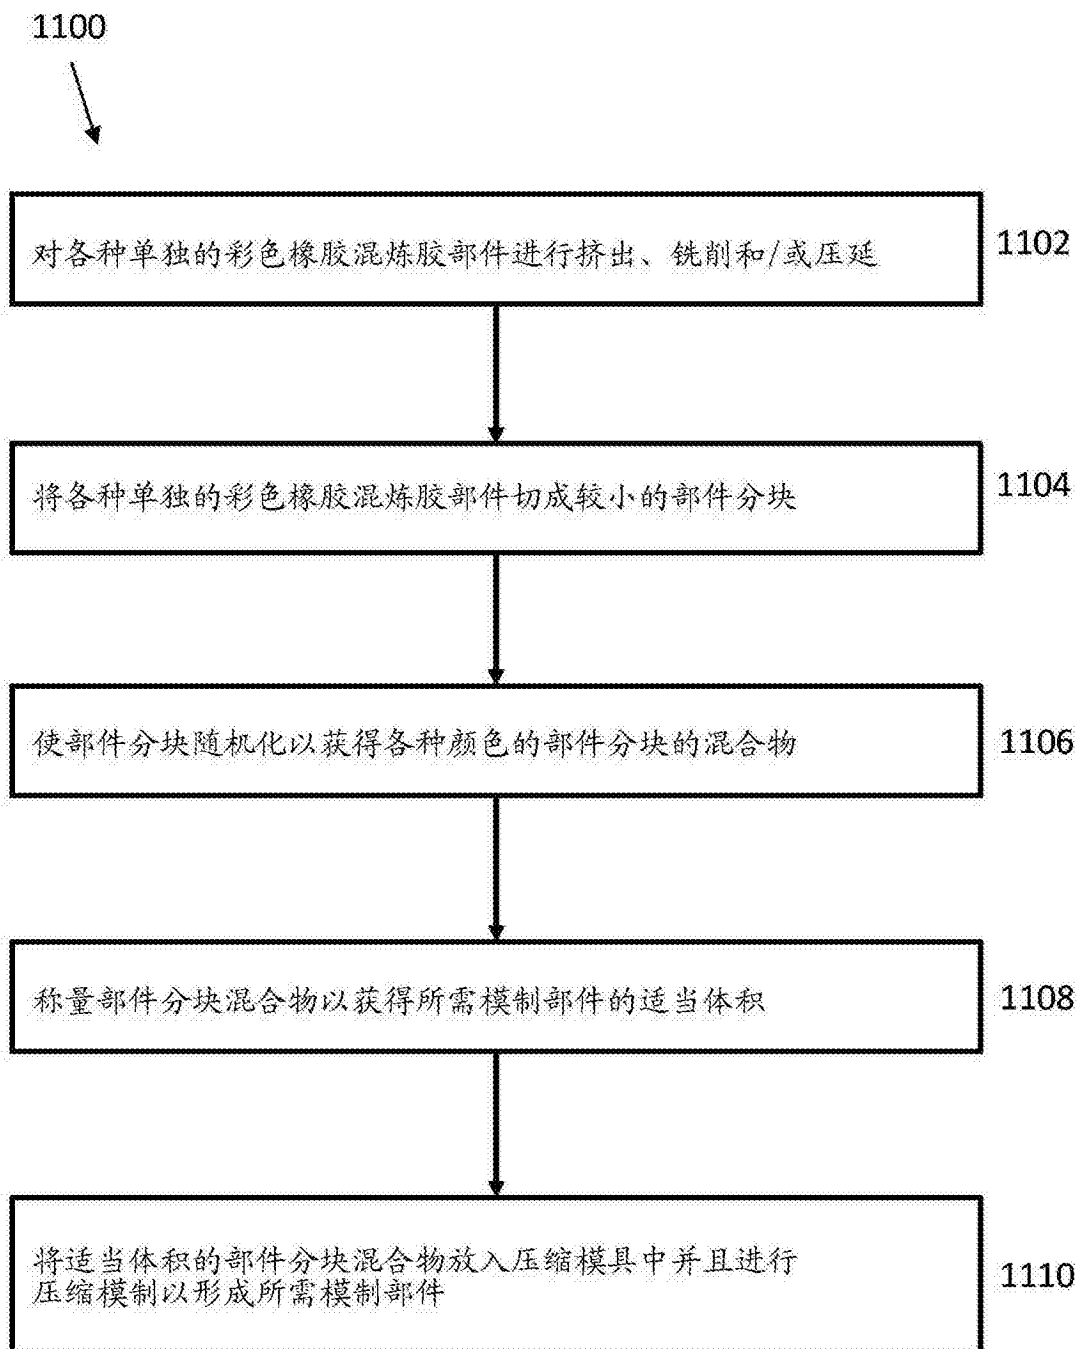 1100
对各种单独的彩色橡胶混炼胶部件进行挤出、铣削和/或压延
1102
将各种单独的彩色橡胶混炼胶部件切成较小的部件分块
1104
使部件分块随机化以获得各种颜色的部件分块的混合物
1106
称量部件分块混合物以获得所需模制部件的适当体积
1108
将适当体积的部件分块混合物放入压缩模具中并且进行
压缩模制以形成所需模制部件
1110